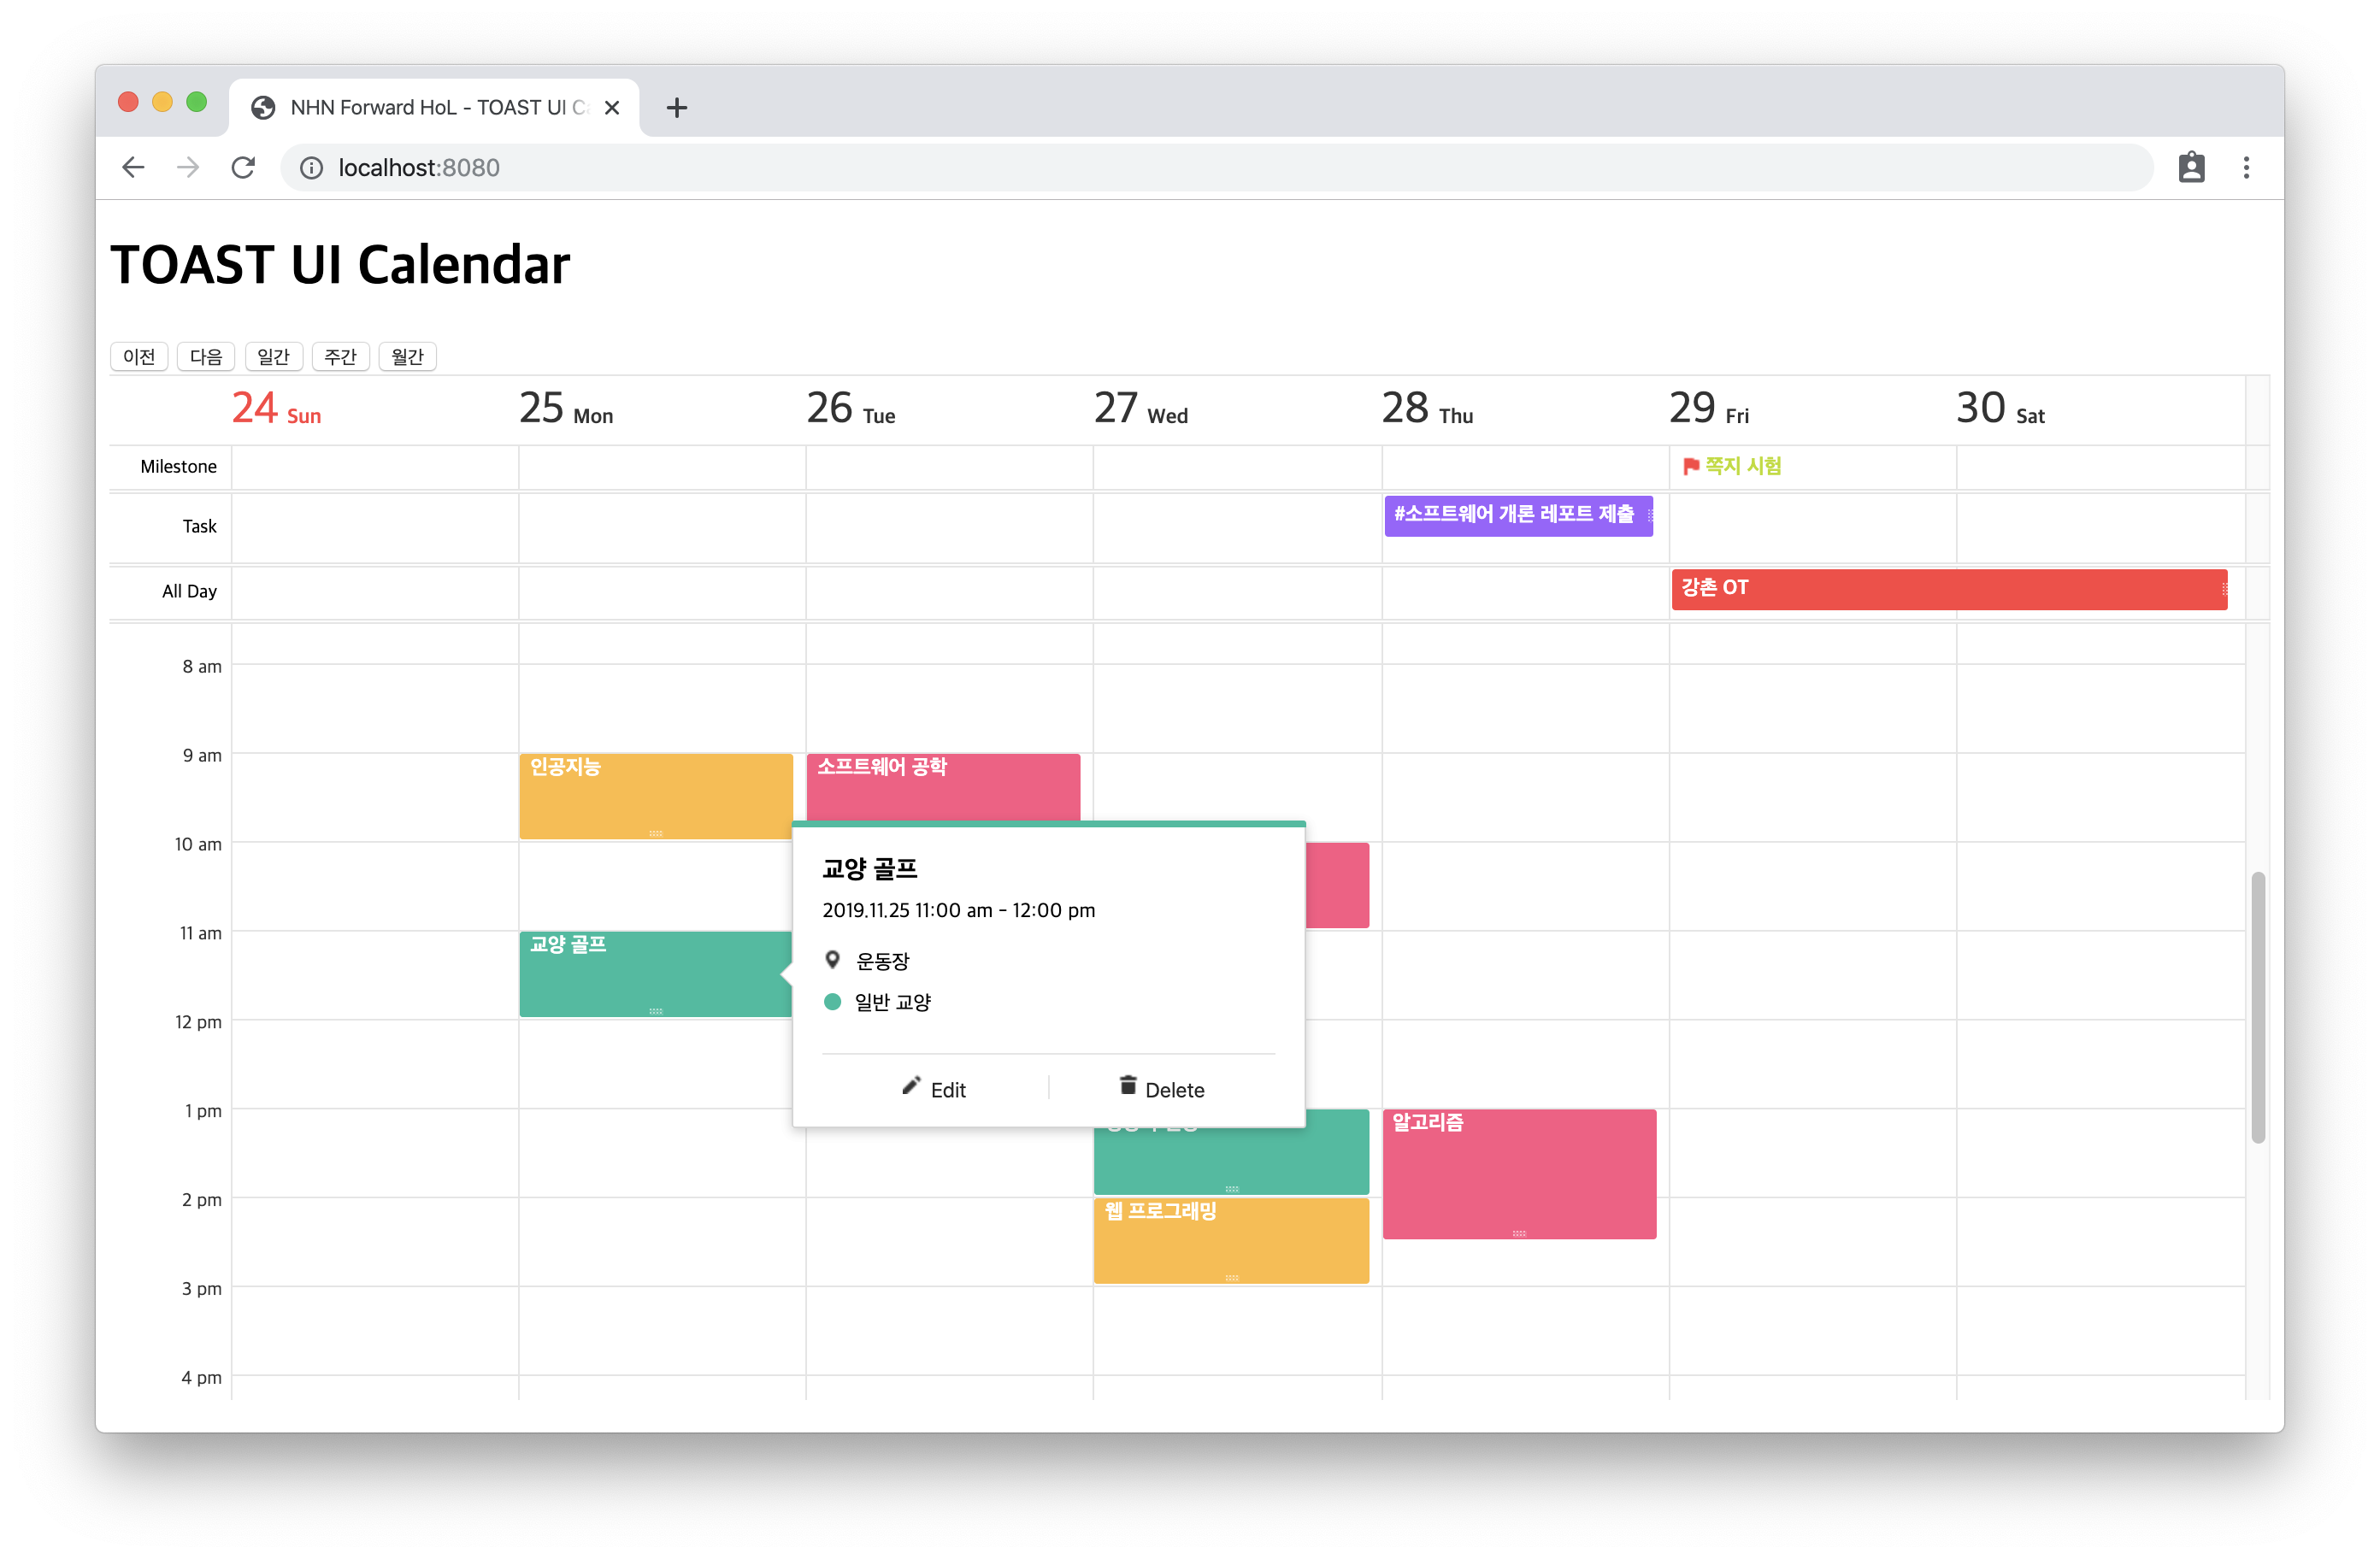 NHN Forward HoL - TOAST UI C
localhost:8080
TOAST UI Calendar
이전 다음 일간 주간 월간
24 Sun 25 Mon 26 Tue 27 Wed 28 Thu 29 Fri 30 Sat
Milestone 쪽지 시험
Task #소프트웨어 개론 레포트 제출
All Day 강촌 OT
8 am
9 am 인공지능 소프트웨어 공학
10 am
교양 골프
2019.11.25 11:00 am - 12:00 pm
11 am 교양 골프
운동장
일반 교양
12 pm
Edit Delete
1 pm 알고리즘
2 pm 웹 프로그래밍
3 pm
4 pm